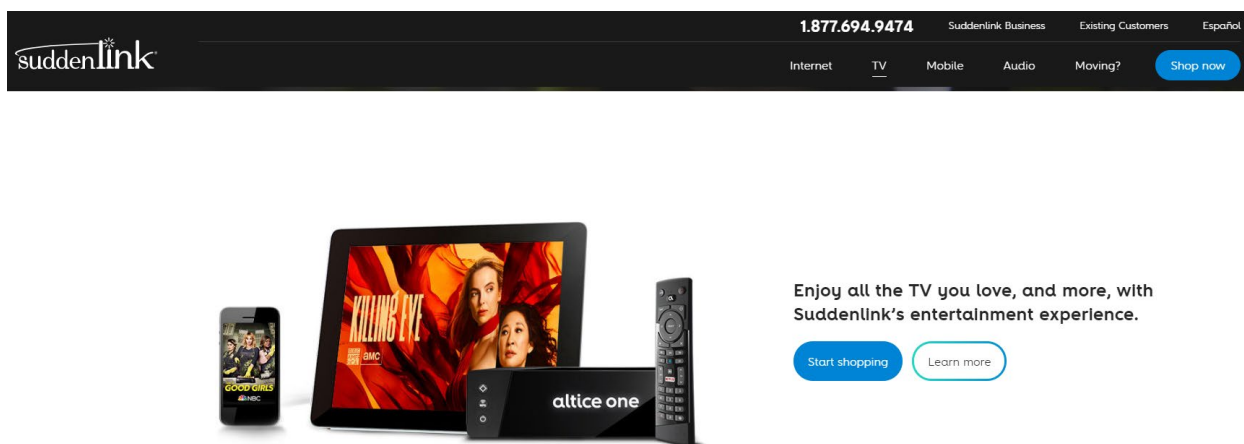 1.877.694.9474 Suddenlink Business Existing Customers Español
suddenlink
Internet TV Mobile Audio Moving? Shop now
KILLING EVE
AMC
GOOD GIRLS
NBC
altice one
Enjoy all the TV you love, and more, with
Suddenlink's entertainment experience.
Start shopping Learn more